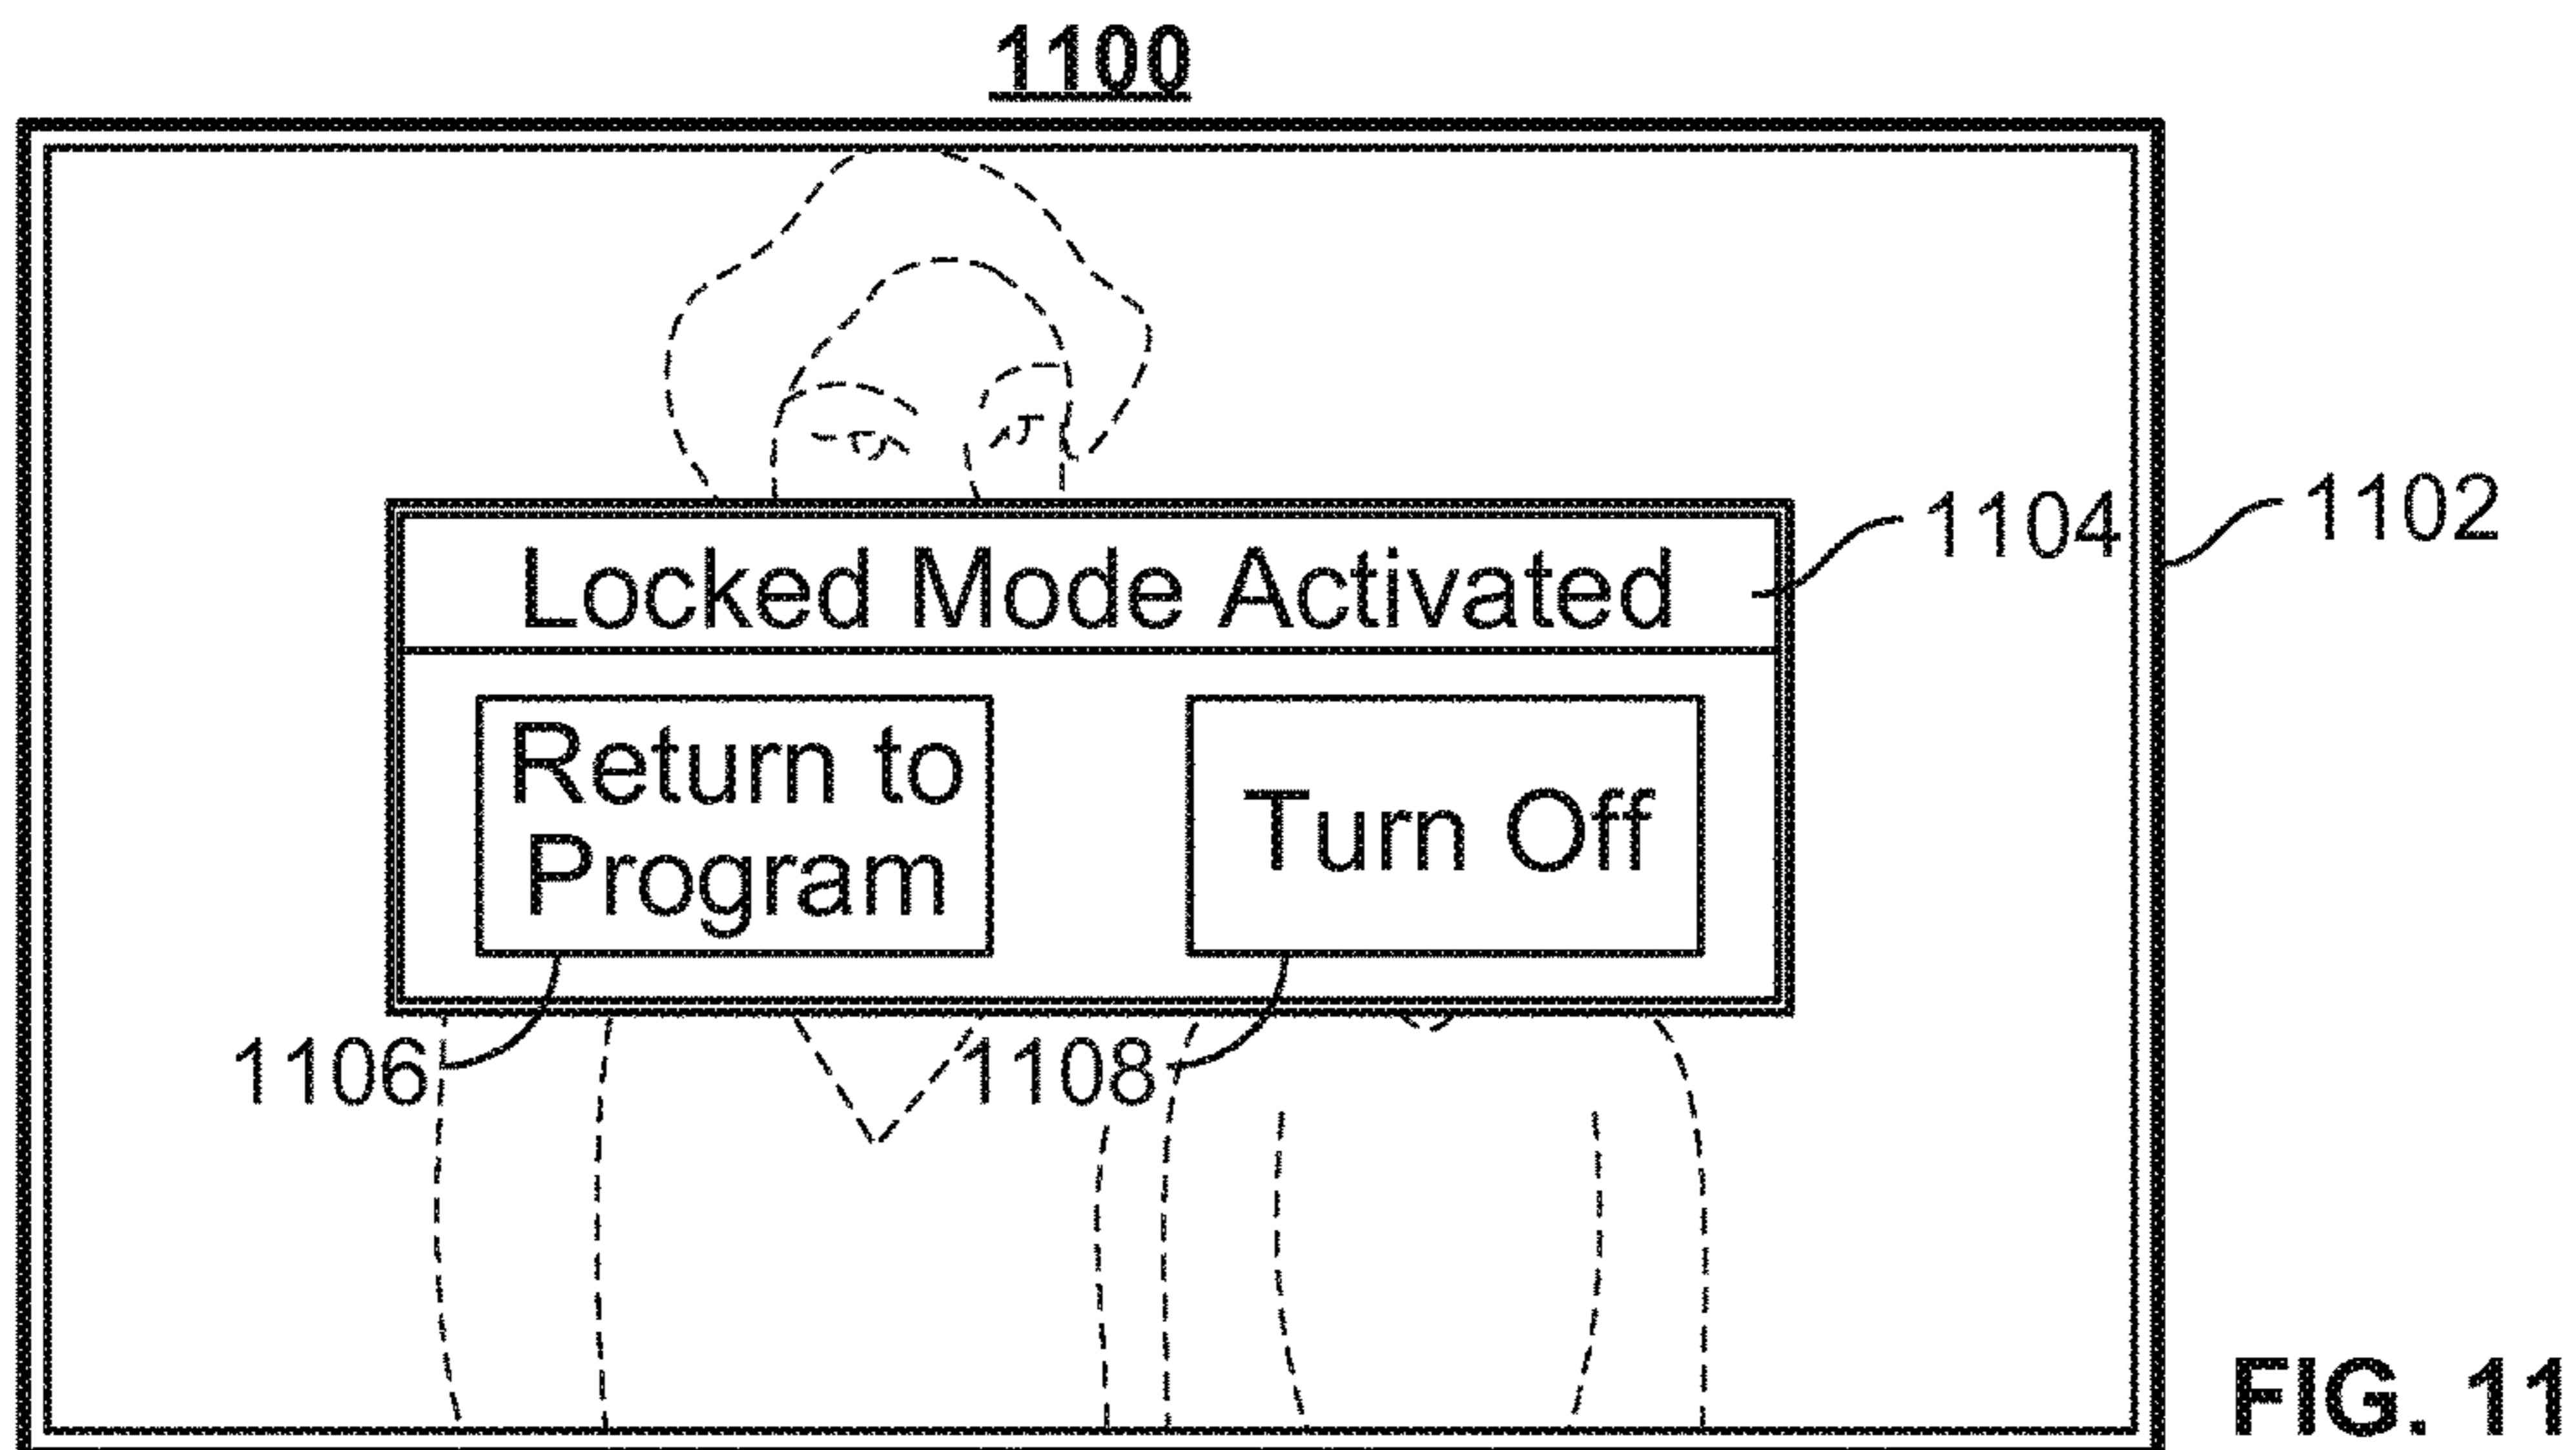 1100
1102
1104
Locked Mode Activated
Return to
Program
Turn Off
1106
1108
FIG. 11